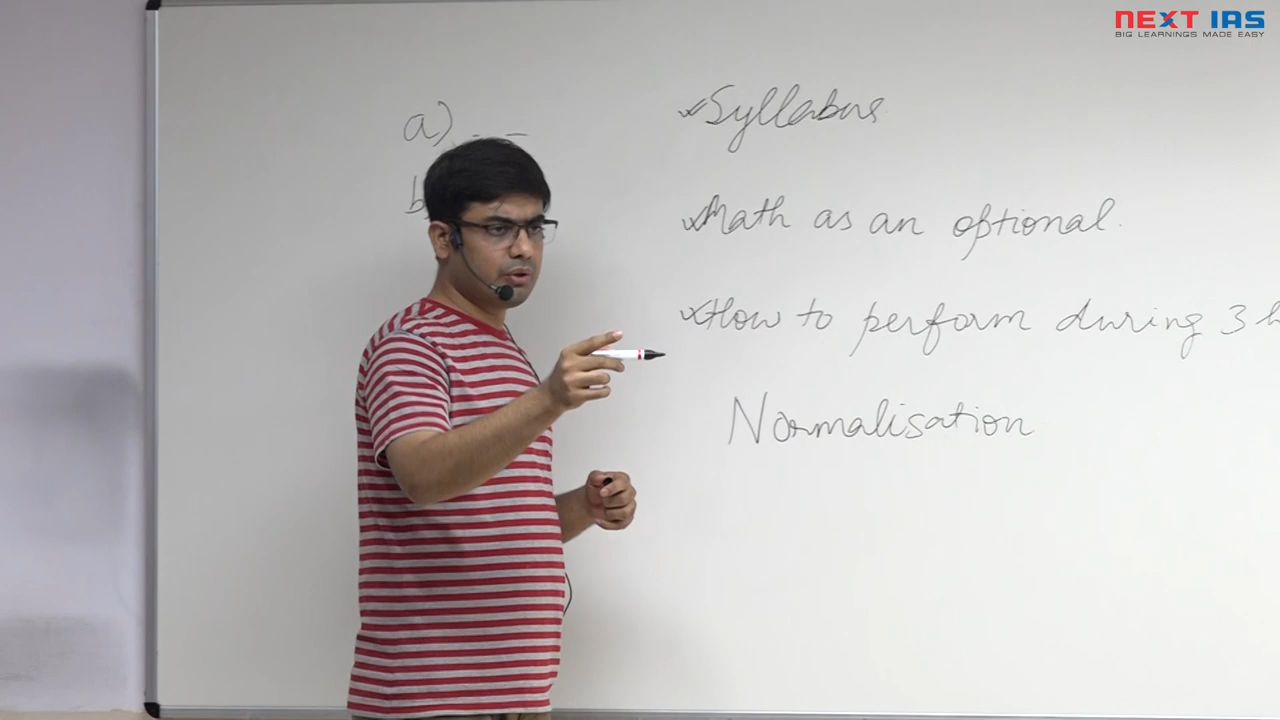 NEXT IAS
BIG LEARNINGS MADE EASY
a)
b
Syllabus
Math as an optional.
How to perform during 3 h
Normalisation